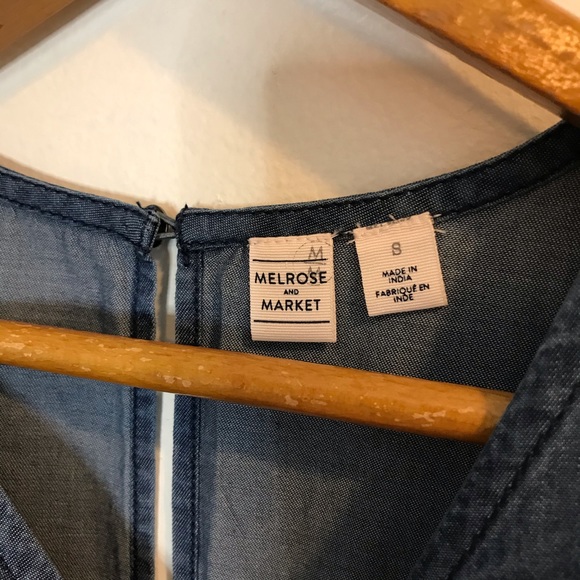 M
M
MELROSE
AND
MARKET
S
MADE IN
INDIA
FABRIQUÉ EN
INDE